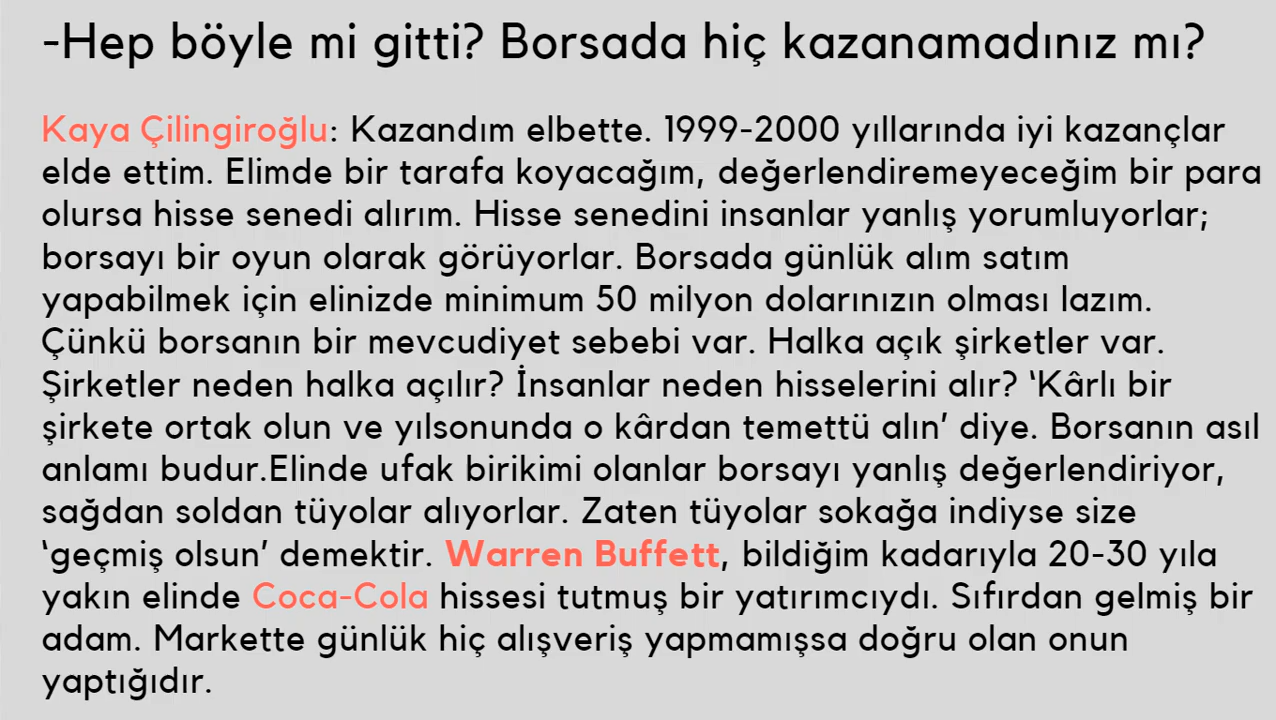 -Hep böyle mi gitti? Borsada hiç kazanamadınız mı?
Kaya Çilingiroğlu: Kazandım elbette. 1999-2000 yıllarında iyi kazançlar
elde ettim. Elimde bir tarafa koyacağım, değerlendiremeyeceğim bir para
olursa hisse senedi alırım. Hisse senedini insanlar yanlış yorumluyorlar;
borsayı bir oyun olarak görüyorlar. Borsada günlük alım satım
yapabilmek için elinizde minimum 50 milyon dolarınızın olması lazım.
Çünkü borsanın bir mevcudiyet sebebi var. Halka açık şirketler var.
Şirketler neden halka açılır? İnsanlar neden hisselerini alır? ‘Kârlı bir
şirkete ortak olun ve yılsonunda o kârdan temettü alın’ diye. Borsanın asıl
anlamı budur.Elinde ufak birikimi olanlar borsayı yanlış değerlendiriyor,
sağdan soldan tüyolar alıyorlar. Zaten tüyolar sokağa indiyse size
‘geçmiş olsun’ demektir. Warren Buffett, bildiğim kadarıyla 20-30 yıla
yakın elinde Coca-Cola hissesi tutmuş bir yatırımcıydı. Sıfırdan gelmiş bir
adam. Markette günlük hiç alışveriş yapmamışsa doğru olan onun
yaptığıdır.